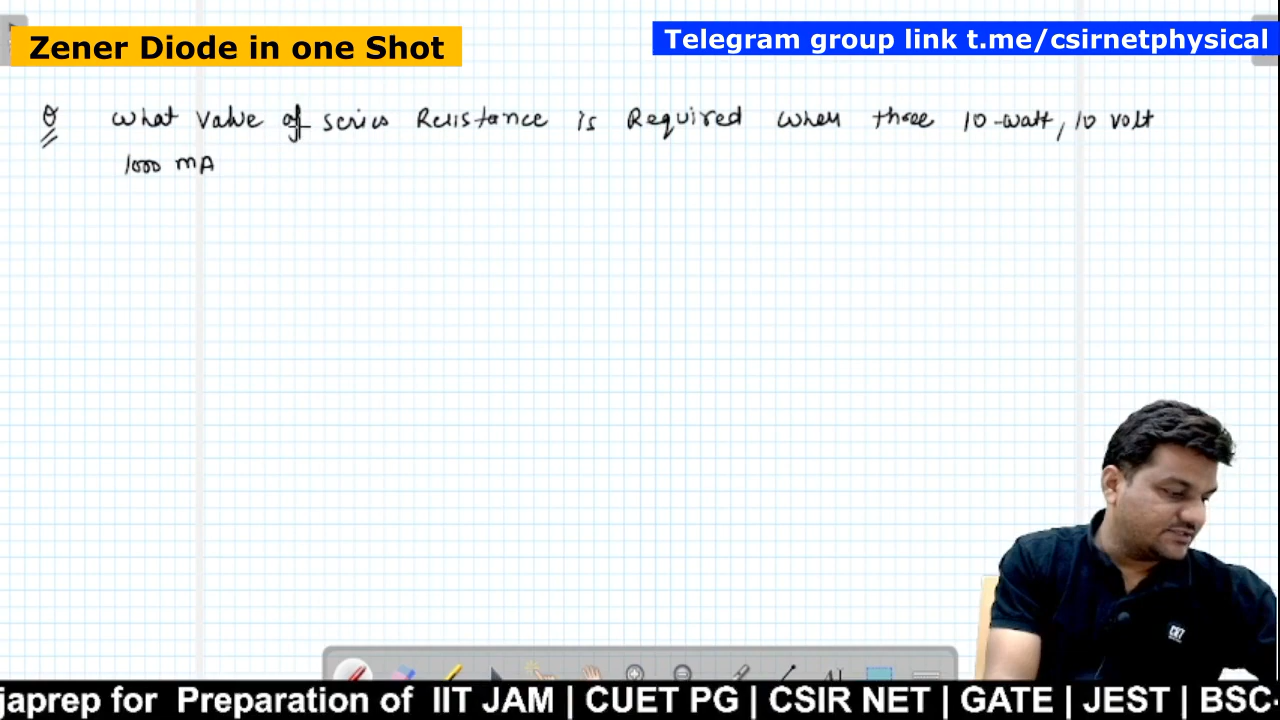 Zener Diode in one Shot
Telegram group link t.me/csirnetphysical
Q What value of series Resistance is Required when three 10-watt, 10 volt
1000 mA
japrep for Preparation of IIT JAM | CUET PG | CSIR NET | GATE | JEST | BSC